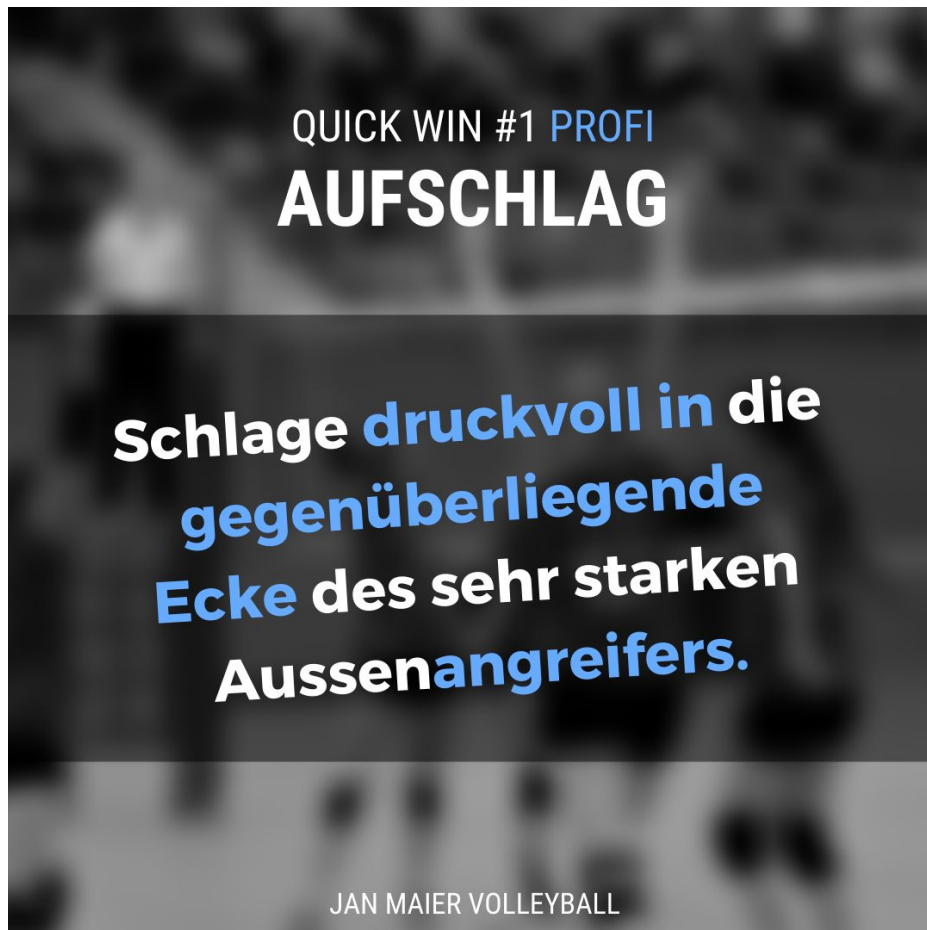 QUICK WIN #1 PROFI
AUFSCHLAG
Schlage druckvoll in die
gegenüberliegende
Ecke des sehr starken
Aussenangreifers.
JAN MAIER VOLLEYBALL